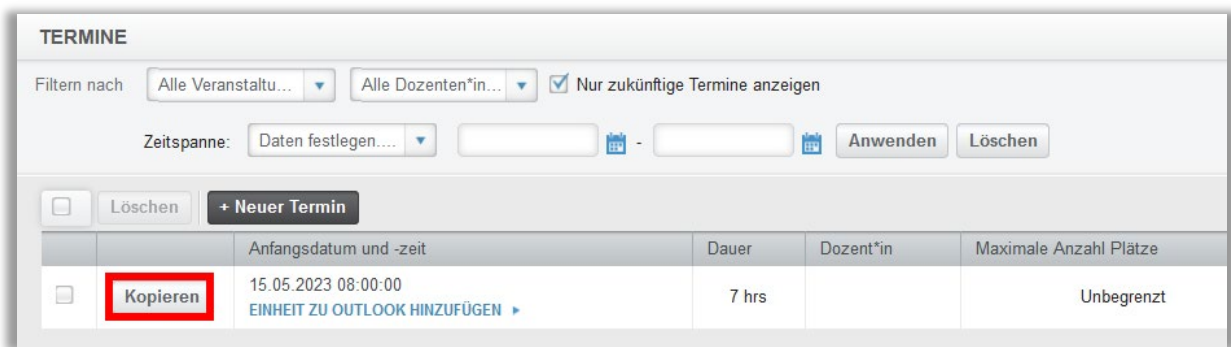 TERMINE
Filtern nach Alle Veranstaltu... Alle Dozenten*in... Nur zukünftige Termine anzeigen
Zeitspanne: Daten festlegen.... - Anwenden Löschen
Löschen + Neuer Termin
Anfangsdatum und -zeit Dauer Dozent*in Maximale Anzahl Plätze
Kopieren 15.05.2023 08:00:00 7 hrs Unbegrenzt
EINHEIT ZU OUTLOOK HINZUFÜGEN